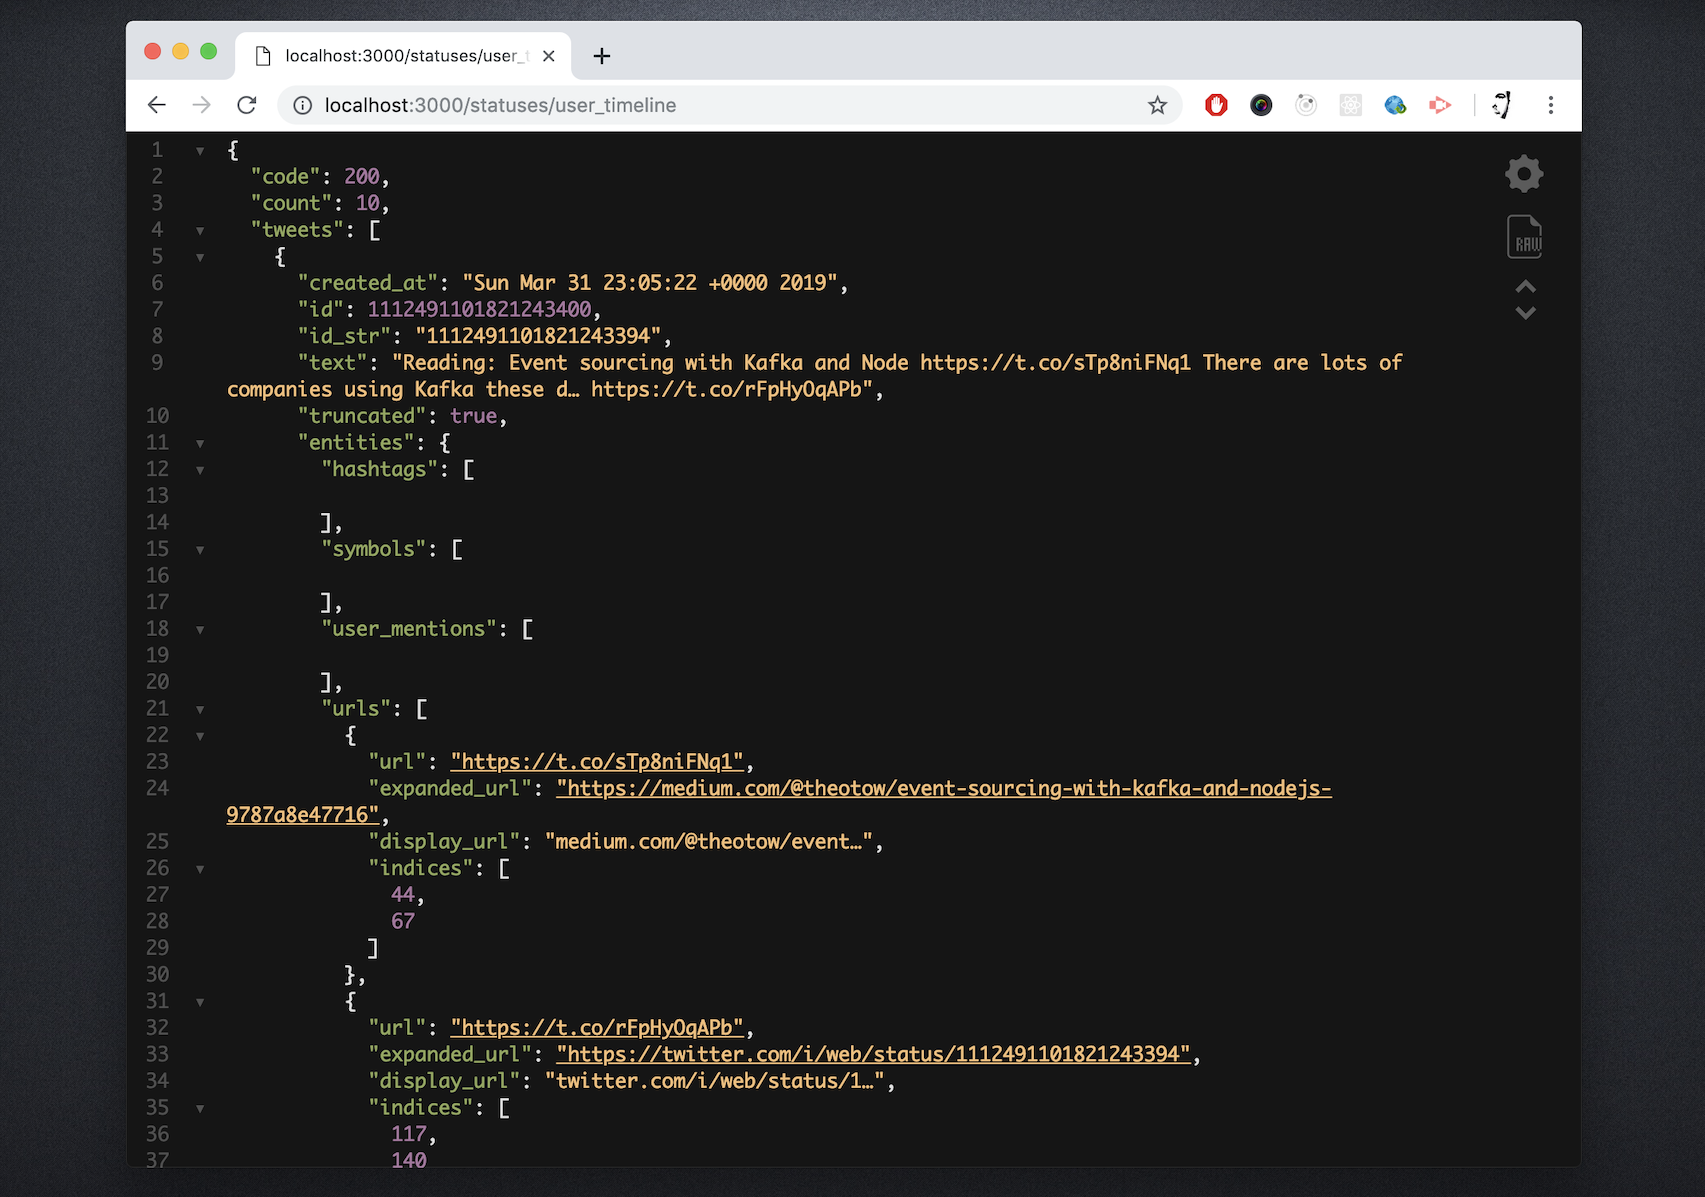 localhost:3000/statuses/user_t
localhost:3000/statuses/user_timeline
1 {
2 "code": 200,
3 "count": 10,
4 "tweets": [
5 {
6 "created_at": "Sun Mar 31 23:05:22 +0000 2019",
7 "id": 1112491101821243400,
8 "id_str": "1112491101821243394",
9 "text": "Reading: Event sourcing with Kafka and Node https://t.co/sTp8niFNq1 There are lots of
companies using Kafka these d… https://t.co/rFpHyOqAPb",
10 "truncated": true,
11 "entities": {
12 "hashtags": [
13
14 ],
15 "symbols": [
16
17 ],
18 "user_mentions": [
19
20 ],
21 "urls": [
22 {
23 "url": "https://t.co/sTp8niFNq1",
24 "expanded_url": "https://medium.com/@theotow/event-sourcing-with-kafka-and-nodejs-
9787a8e47716",
25 "display_url": "medium.com/@theotow/event…",
26 "indices": [
27 44,
28 67
29 ]
30 },
31 {
32 "url": "https://t.co/rFpHyOqAPb",
33 "expanded_url": "https://twitter.com/i/web/status/1112491101821243394",
34 "display_url": "twitter.com/i/web/status/1…",
35 "indices": [
36 117,
37 140
RAW